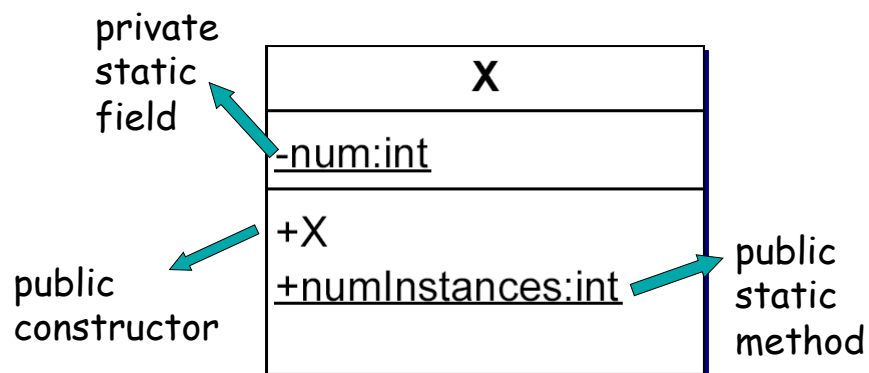 private
static
field
X
-num:int
+X
+numInstances:int
public
constructor
public
static
method